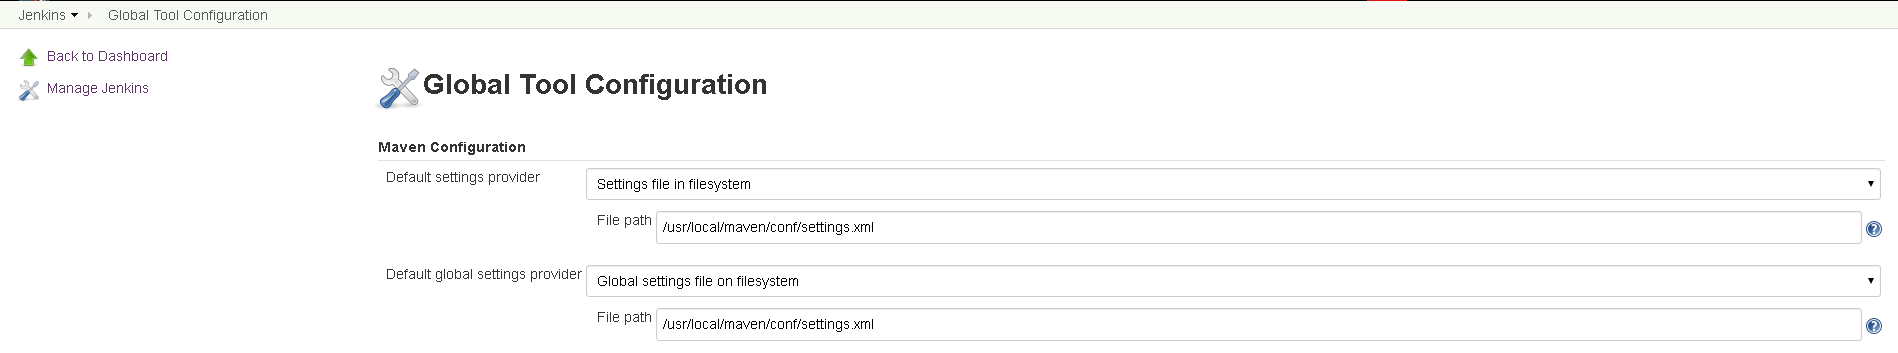 Jenkins Global Tool Configuration
Back to Dashboard
Manage Jenkins
Global Tool Configuration
Maven Configuration
Default settings provider
Settings file in filesystem
File path
/usr/local/maven/conf/settings.xml
Default global settings provider
Global settings file on filesystem
File path
/usr/local/maven/conf/settings.xml